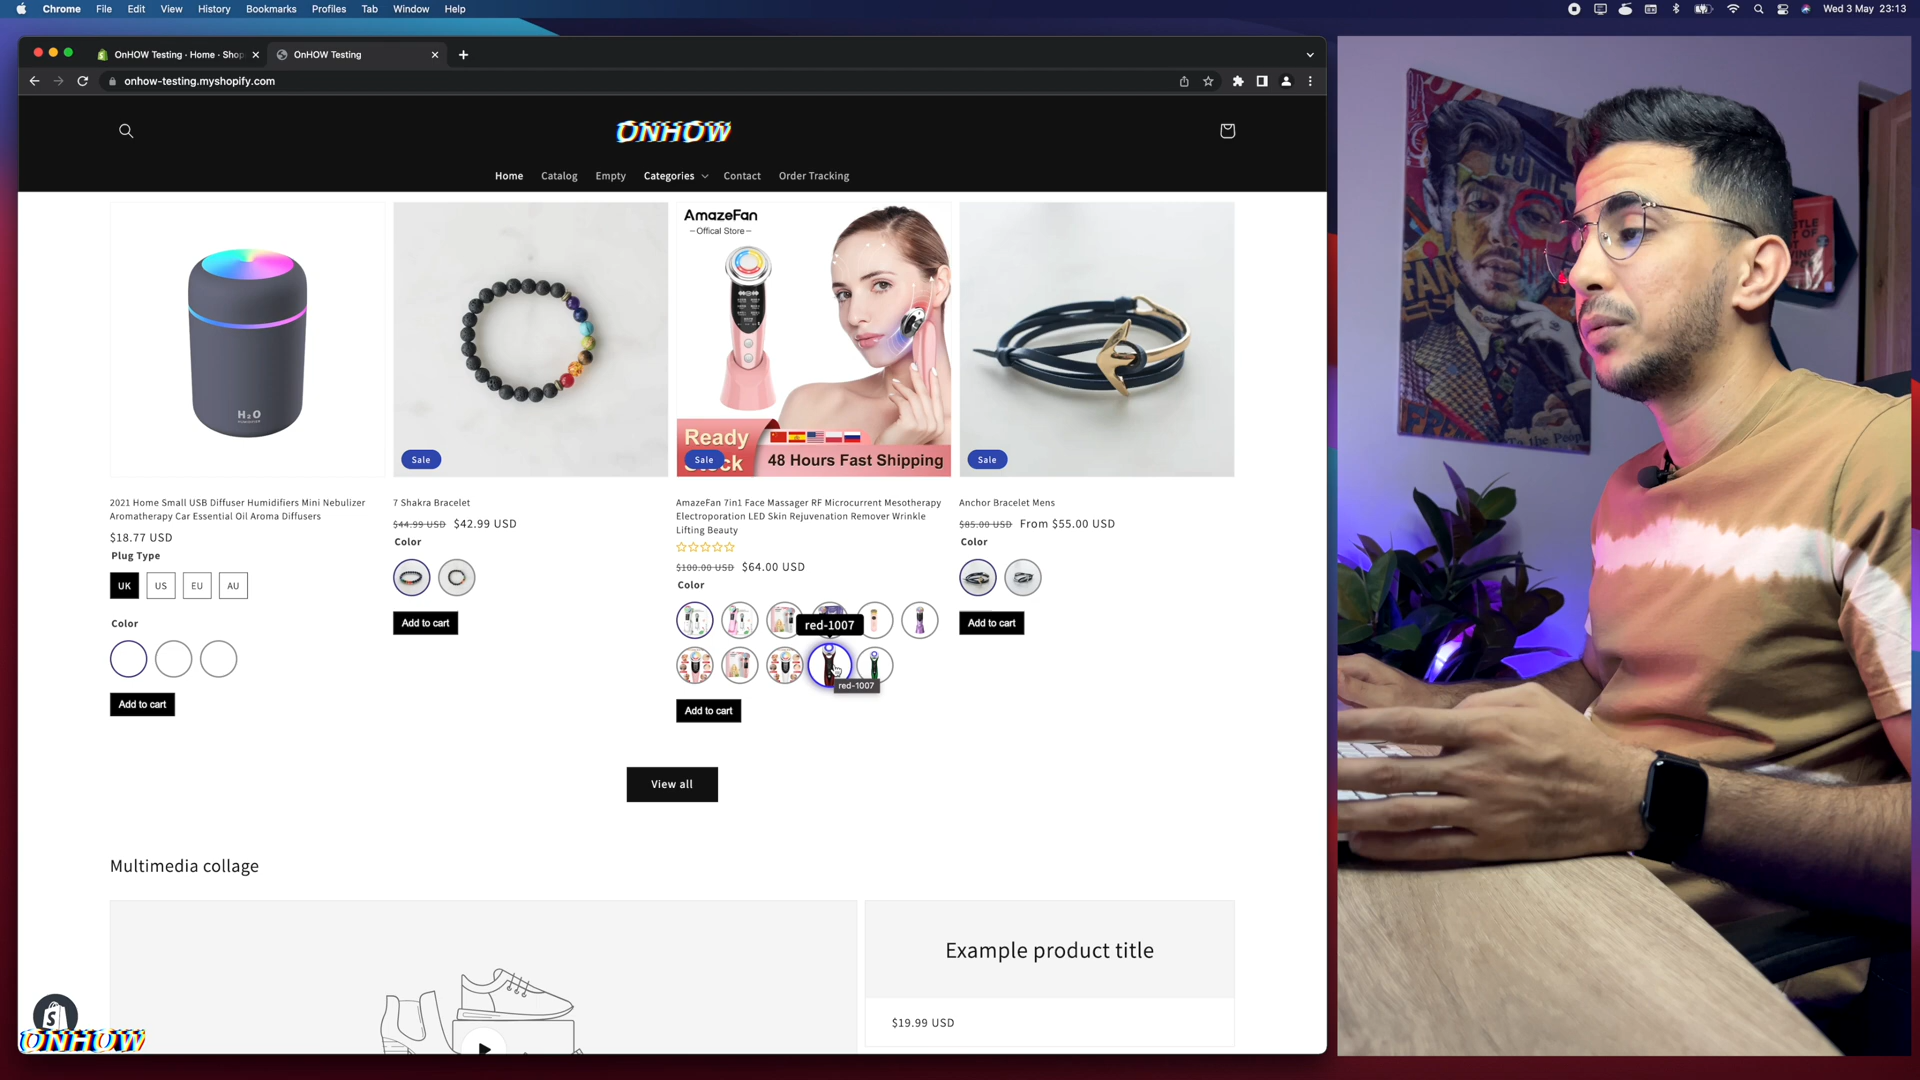 Chrome File Edit View History Bookmarks Profiles Tab Window Help
Wed 3 May 23:13
OnHOW Testing · Home · Shop
OnHOW Testing
onhow-testing.myshopify.com
ONHOW
Home Catalog Empty Categories Contact Order Tracking
H₂O
HUMIDIFIER
Sale
AmazeFan
–Offical Store–
Ready
Stock
Sale
48 Hours Fast Shipping
Sale
2021 Home Small USB Diffuser Humidifiers Mini Nebulizer
Aromatherapy Car Essential Oil Aroma Diffusers
$18.77 USD
Plug Type
UK US EU AU
Color
Add to cart
7 Shakra Bracelet
$44.99 USD $42.99 USD
Color
Add to cart
AmazeFan 7in1 Face Massager RF Microcurrent Mesotherapy
Electroporation LED Skin Rejuvenation Remover Wrinkle
Lifting Beauty
$100.00 USD $64.00 USD
Color
red-1007
red-1007
Add to cart
Anchor Bracelet Mens
$85.00 USD From $55.00 USD
Color
Add to cart
View all
Multimedia collage
Example product title
$19.99 USD
S
ONHOW